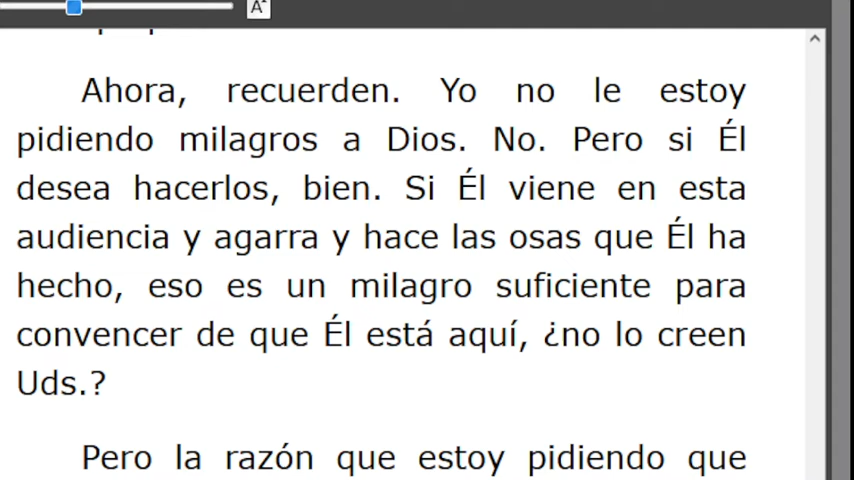 A
Ahora, recuerden. Yo no le estoy
pidiendo milagros a Dios. No. Pero si Él
desea hacerlos, bien. Si Él viene en esta
audiencia y agarra y hace las osas que Él ha
hecho, eso es un milagro suficiente para
convencer de que Él está aquí, ¿no lo creen
Uds.?
Pero la razón que estoy pidiendo que